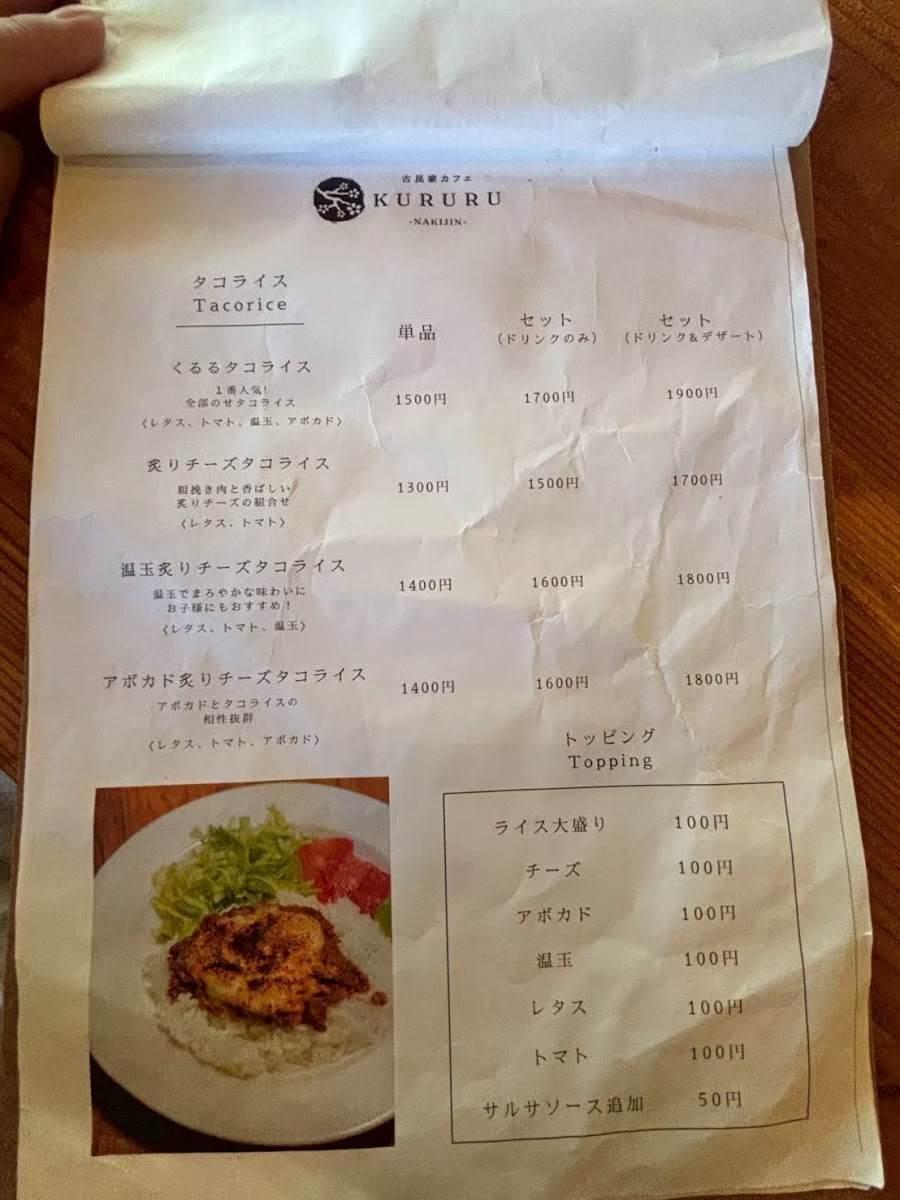 古民家カフェ
KURURU
-NAKIJIN-
タコライス
Tacorice
単品
セット
(ドリンクのみ)
セット
(ドリンク&デザート)
くるるタコライス
1番人気!
全部のせタコライス
〈レタス、トマト、温玉、アボカド〉
1500円 1700円 1900円
炙りチーズタコライス
粗挽き肉と香ばしい
炙りチーズの組合せ
〈レタス、トマト〉
1300円 1500円 1700円
温玉炙りチーズタコライス
温玉でまろやかな味わいに
お子様にもおすすめ!
〈レタス、トマト、温玉〉
1400円 1600円 1800円
アボカド炙りチーズタコライス
アボカドとタコライスの
相性抜群
〈レタス、トマト、アボカド〉
1400円 1600円 1800円
トッピング
Topping
ライス大盛り 100円
チーズ 100円
アボカド 100円
温玉 100円
レタス 100円
トマト 100円
サルサソース追加 50円